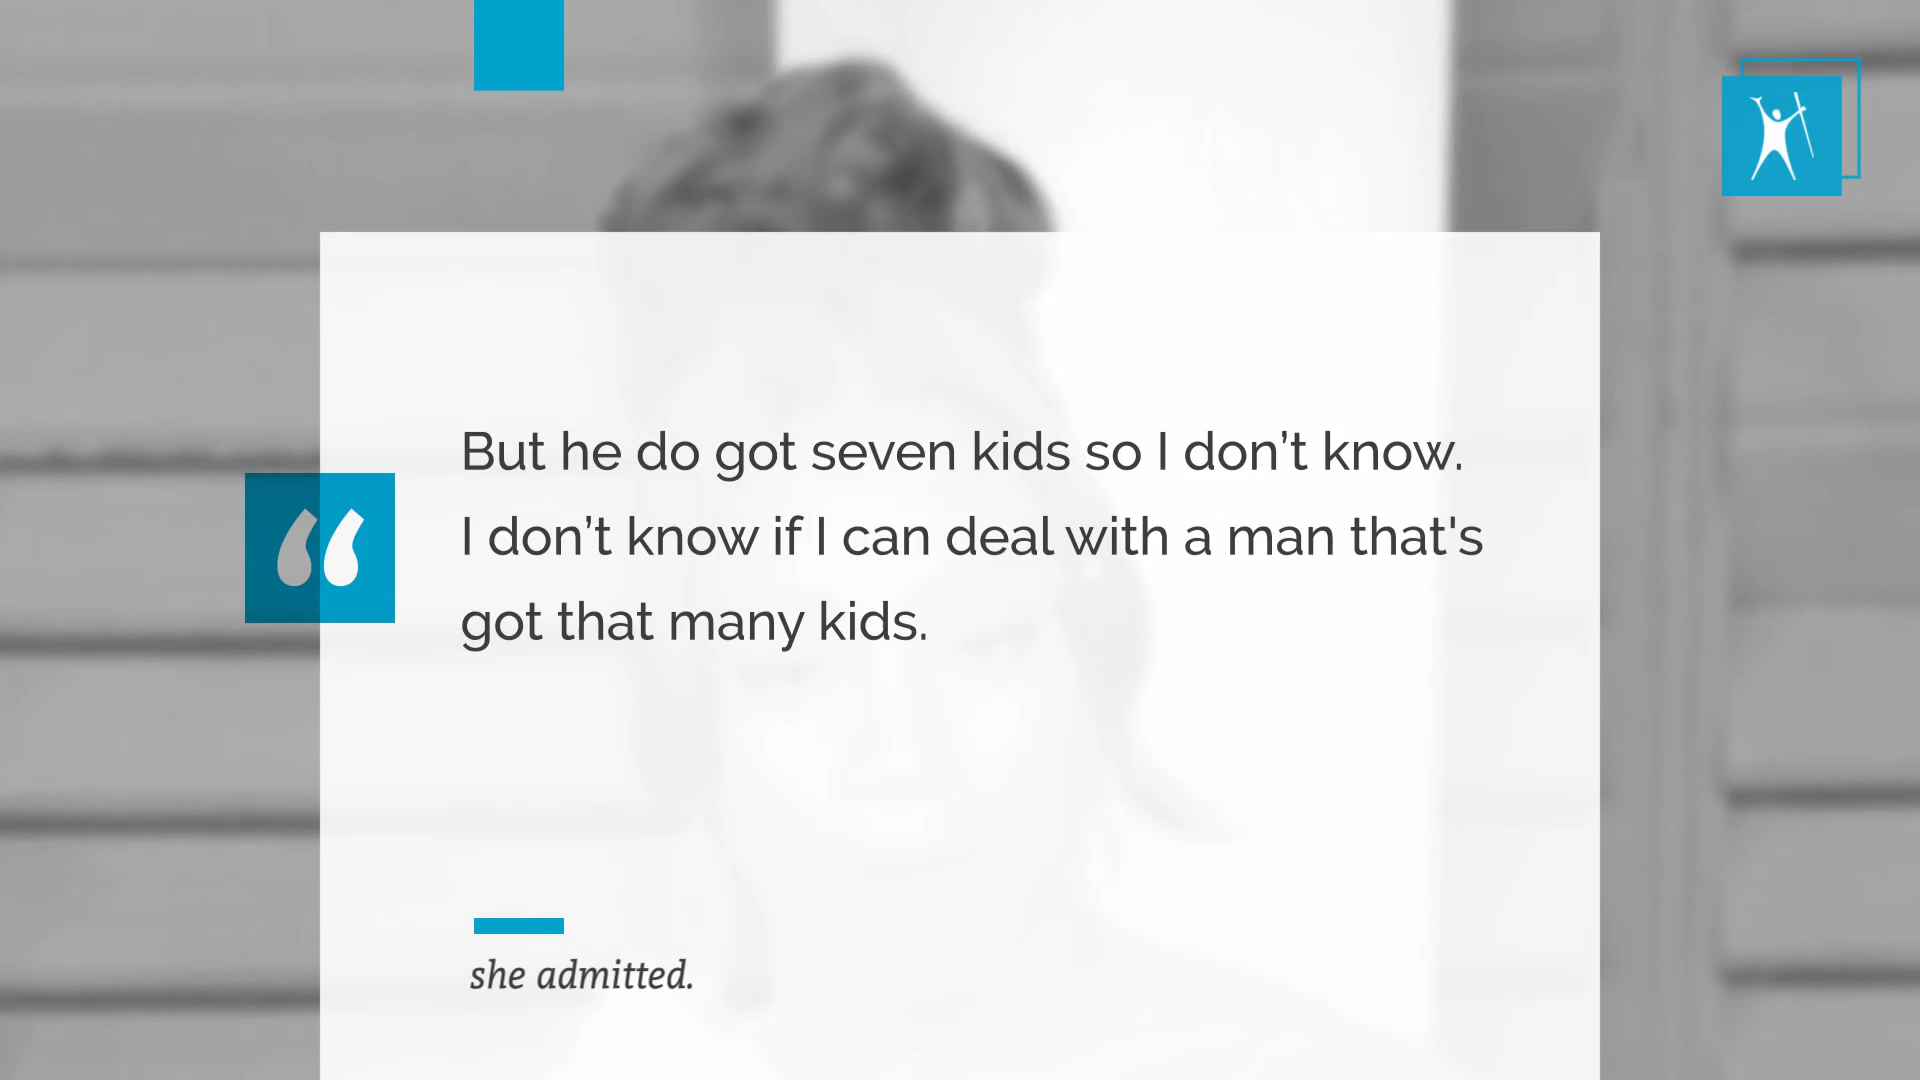 But he do got seven kids so I don’t know.
I don’t know if I can deal with a man that's
got that many kids.
she admitted.